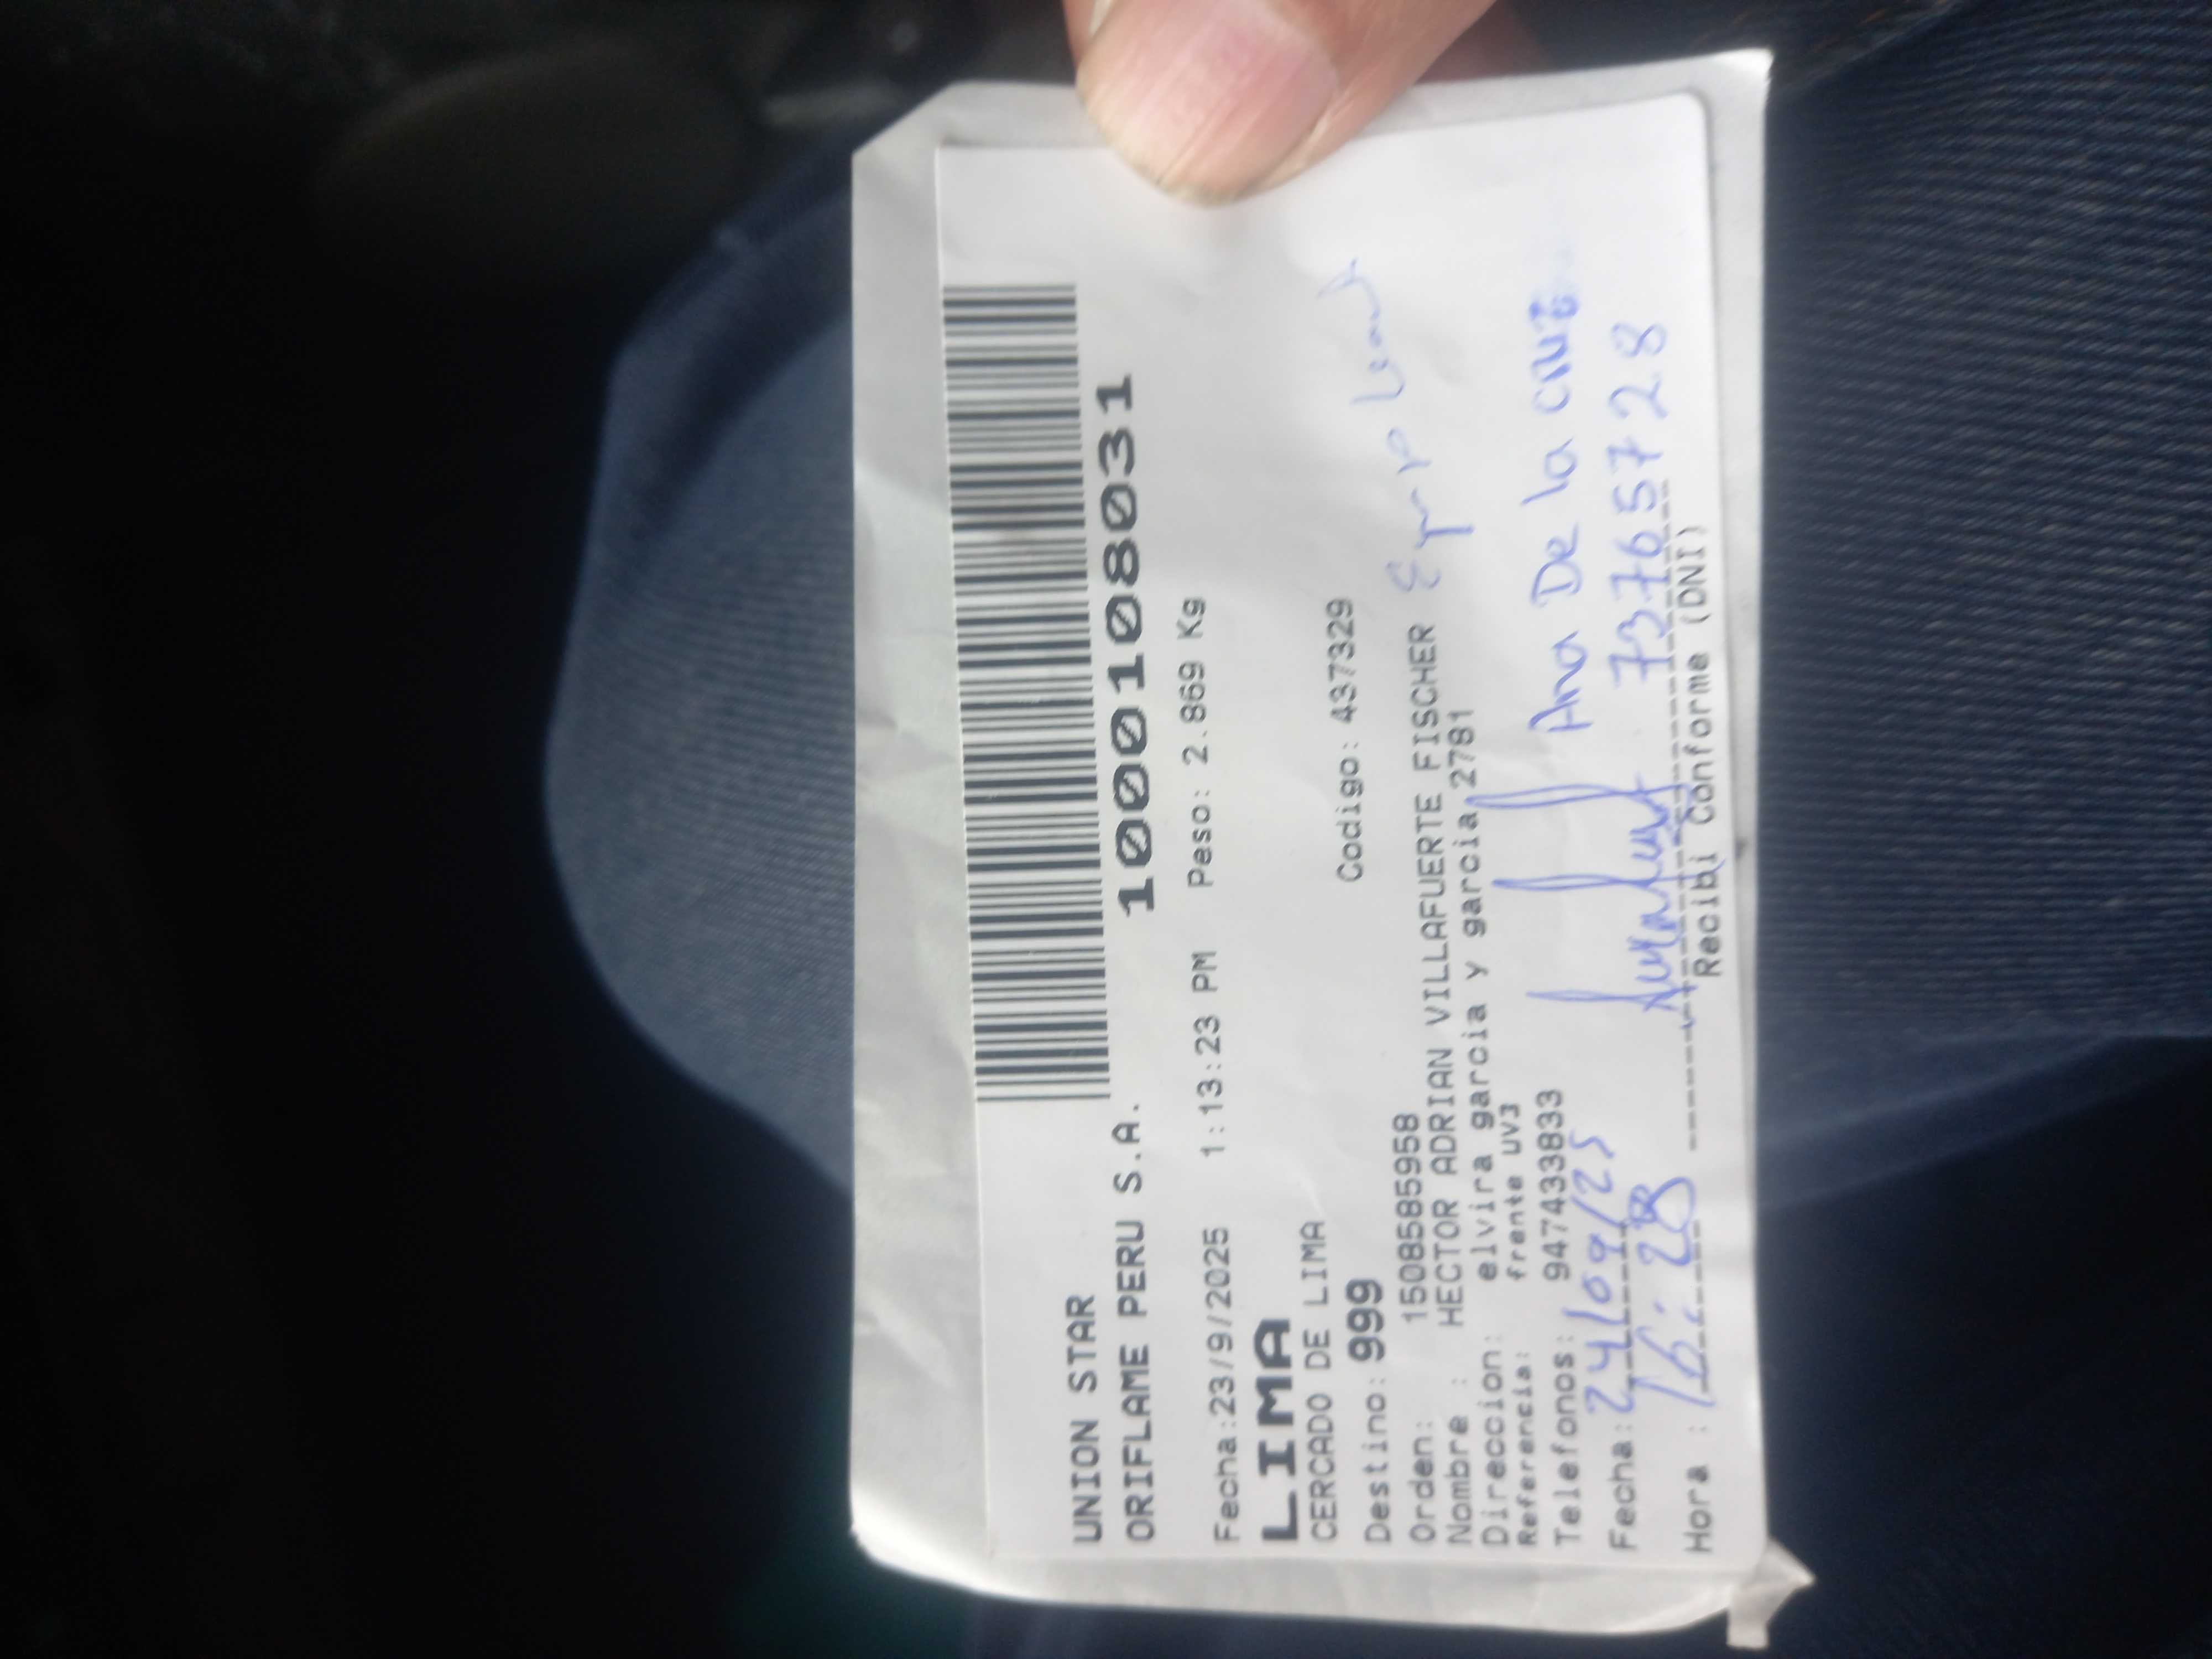 UNION STAR
ORIFLAME PERU S.A. 1000108031
Fecha:23/9/2025 1:13:23 PM Peso: 2.869 Kg
LIMA
CERCADO DE LIMA
Codigo: 437329
Destino: 999
Orden: 1508585958
Nombre : HECTOR ADRIAN VILLAFUERTE FISCHER
Direccion: elvira garcia y garcia 2781
Referencia: frente uv3
Telefonos: 947433833
Ana De la cruz
Fecha: 24/09/25
73765728
Hora : 16:28
Recibi Conforme (DNI)